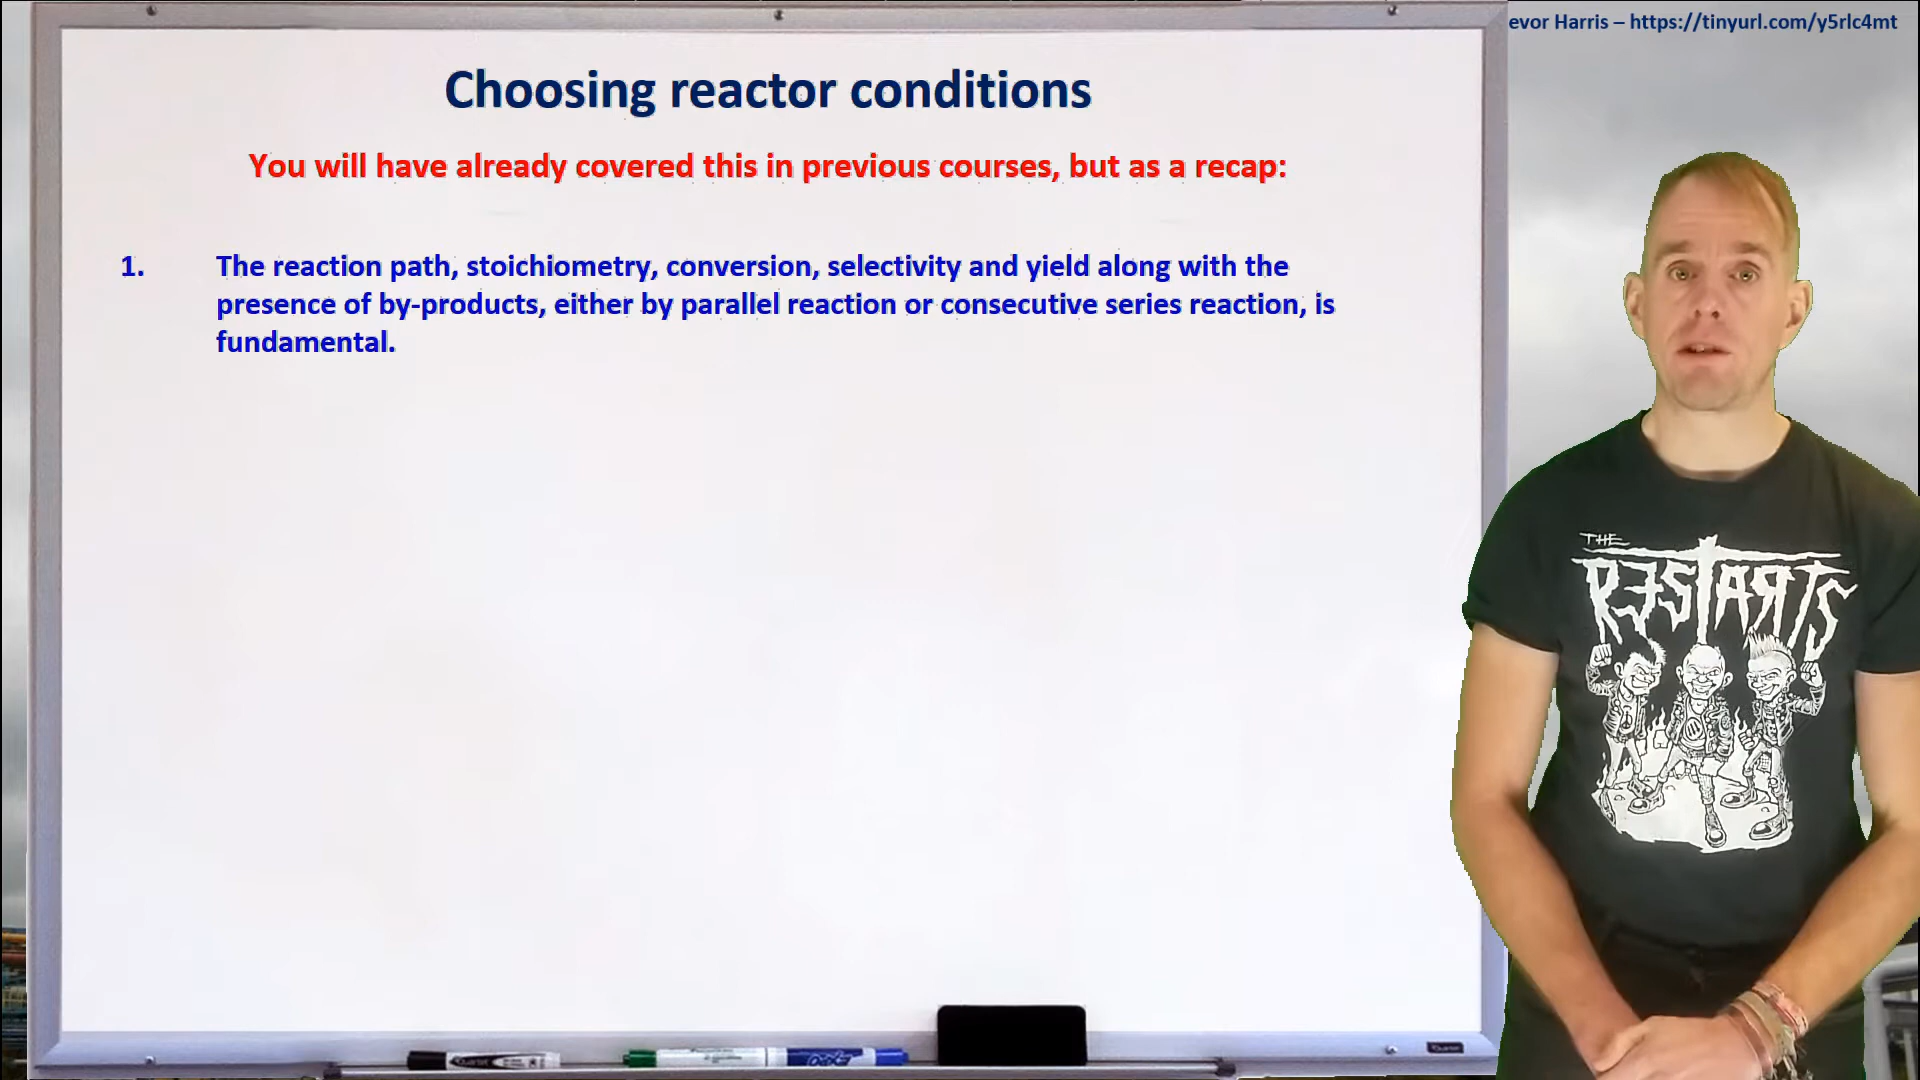 evor Harris – https://tinyurl.com/y5rlc4mt
Choosing reactor conditions
You will have already covered this in previous courses, but as a recap:
1. The reaction path, stoichiometry, conversion, selectivity and yield along with the
presence of by-products, either by parallel reaction or consecutive series reaction, is
fundamental.
THE
RESTARTS